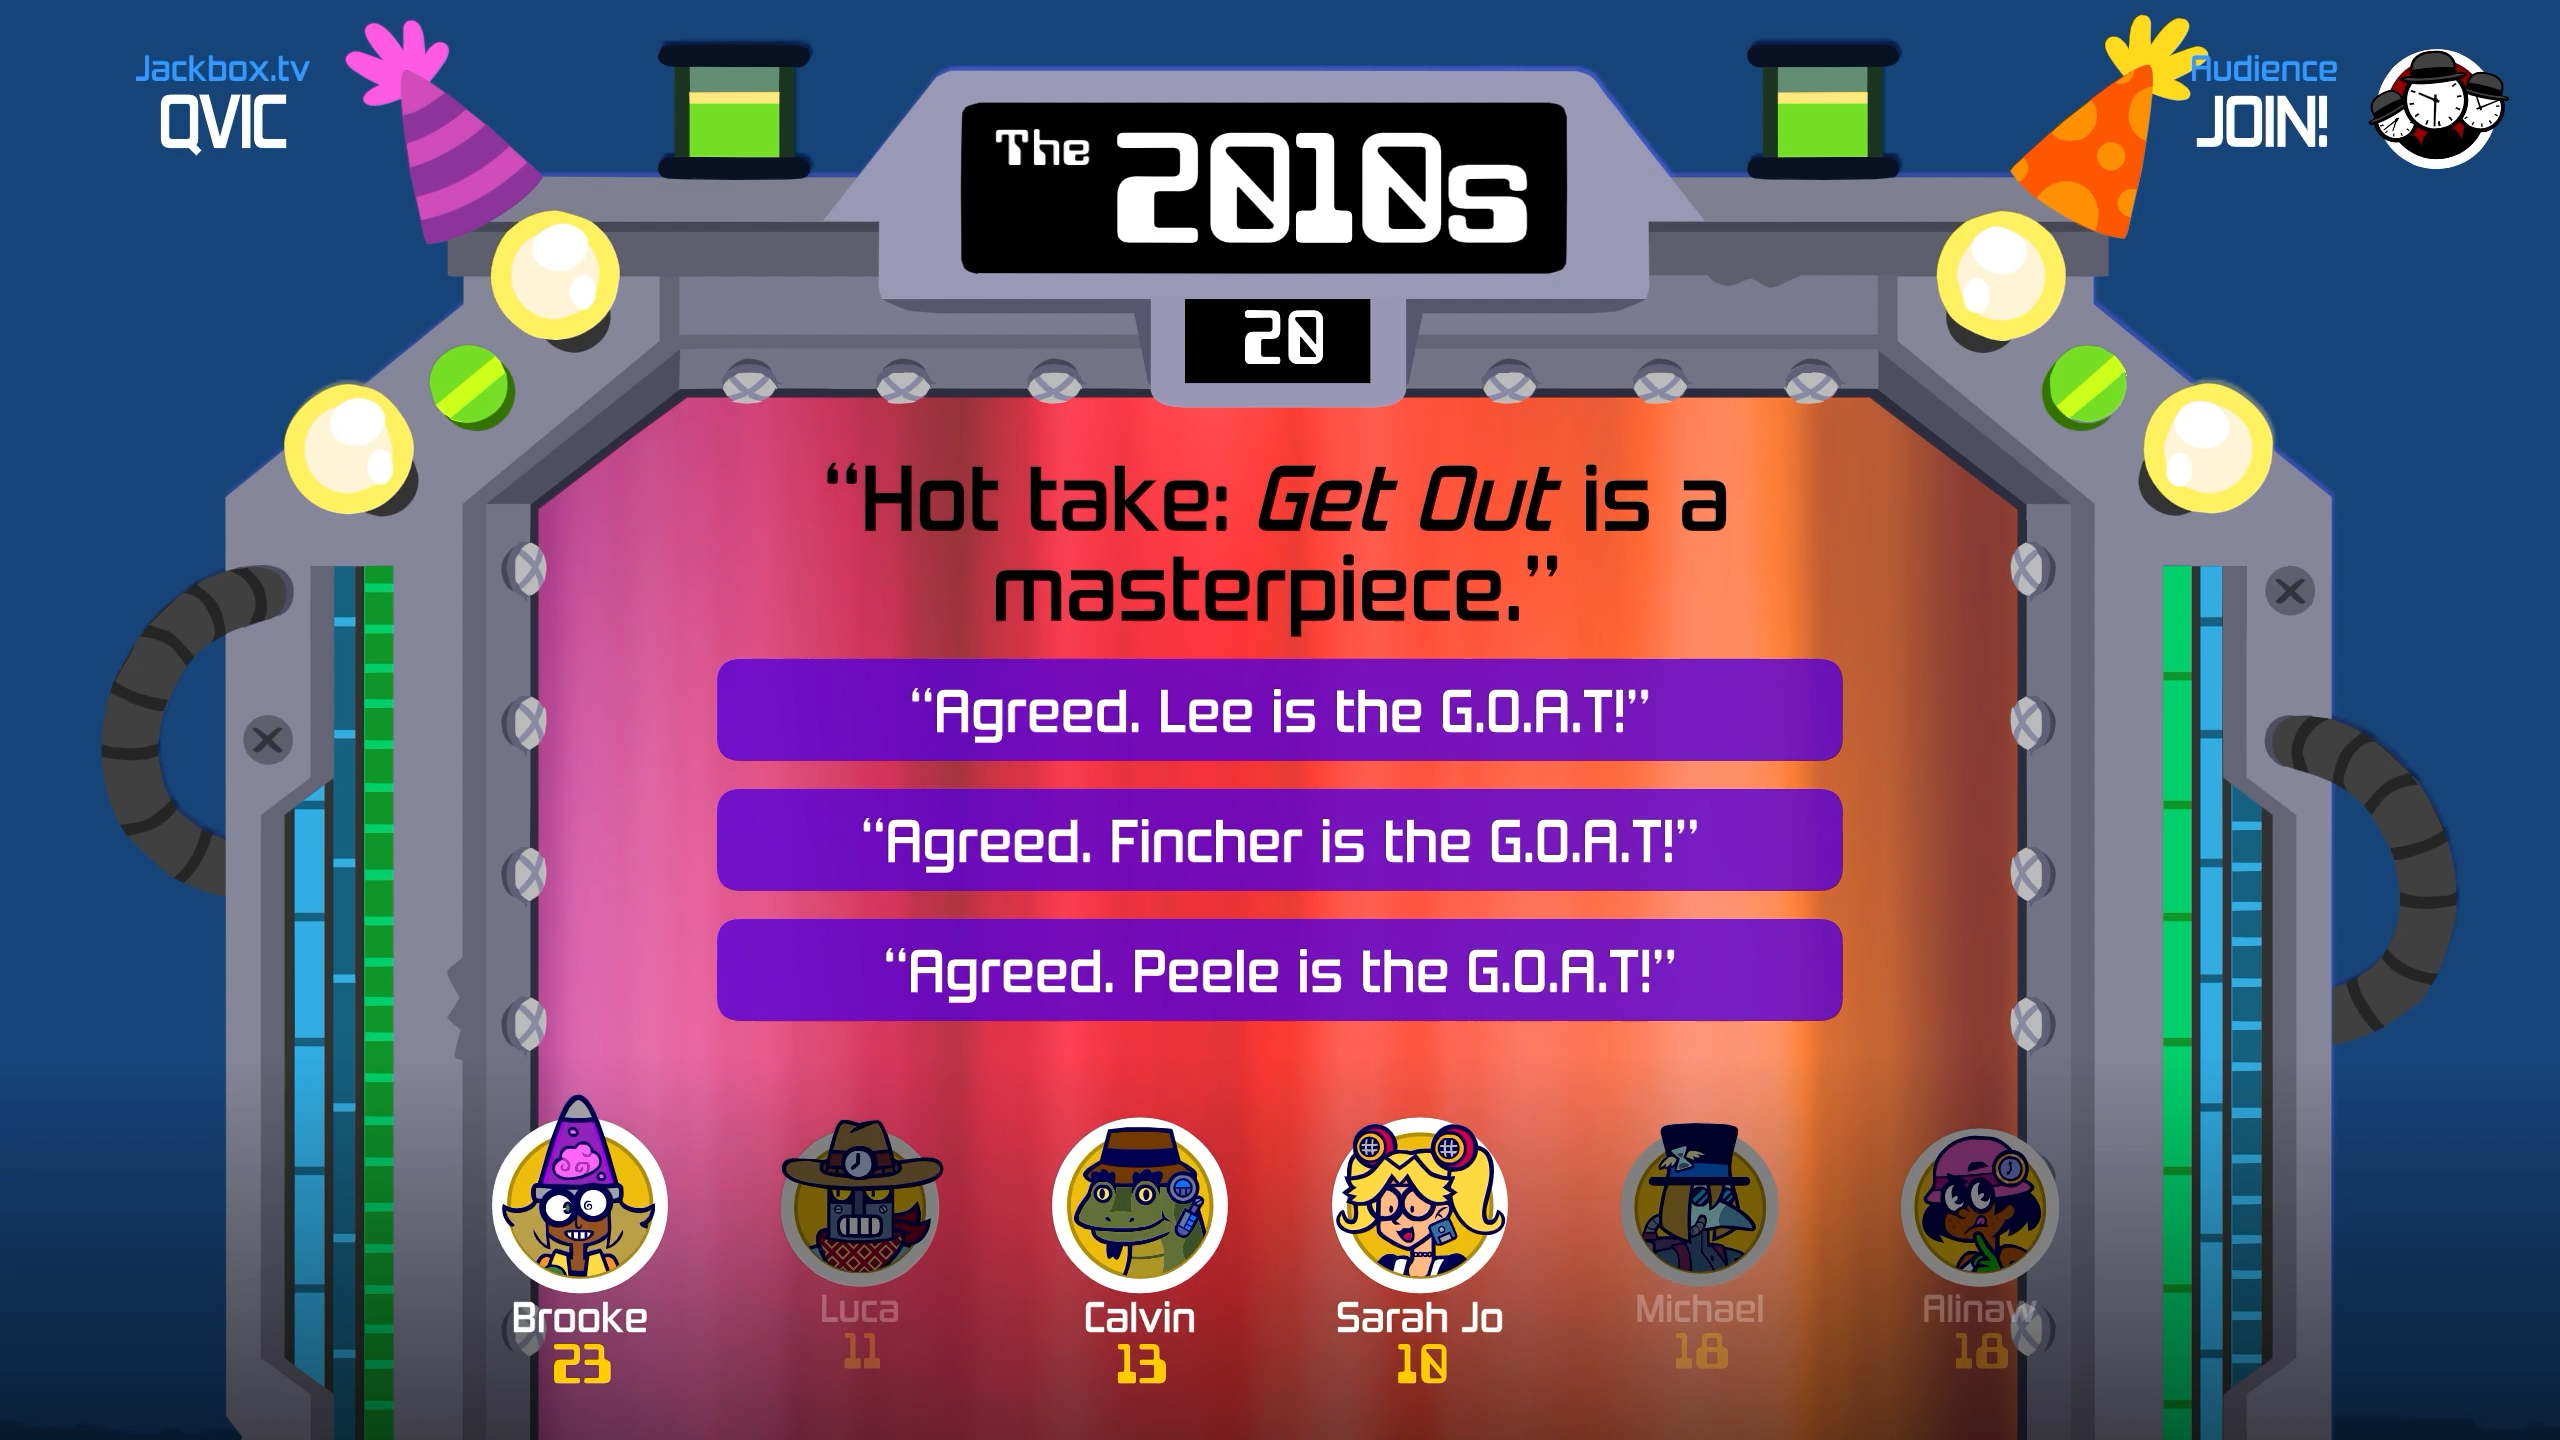 Jackbox.tv
QVIC
Audience
JOIN!
The 2010s
20
“Hot take: Get Out is a
masterpiece.”
“Agreed. Lee is the G.O.A.T!”
“Agreed. Fincher is the G.O.A.T!”
“Agreed. Peele is the G.O.A.T!”
Brooke
23
Luca
11
Calvin
13
Sarah Jo
10
Michael
18
Alinaw
18